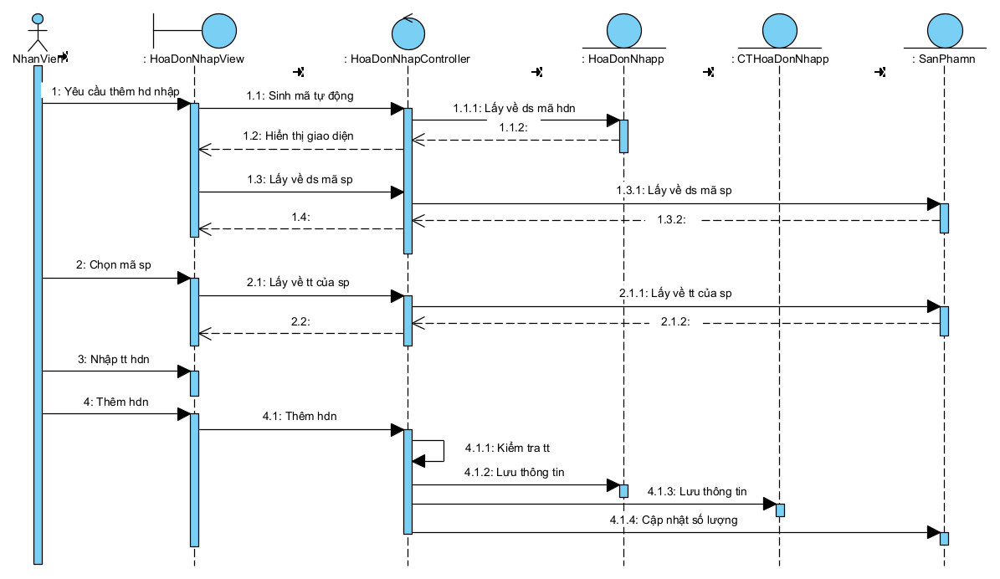 NhanVien
: HoaDonNhapView
: HoaDonNhapController
: HoaDonNhapp
: CTHoaDonNhapp
: SanPhamn
1: Yêu cầu thêm hd nhập
1.1: Sinh mã tự động
1.1.1: Lấy về ds mã hdn
1.1.2:
1.2: Hiển thị giao diện
1.3: Lấy về ds mã sp
1.3.1: Lấy về ds mã sp
1.3.2:
1.4:
2: Chọn mã sp
2.1: Lấy về tt của sp
2.1.1: Lấy về tt của sp
2.1.2:
2.2:
3: Nhập tt hdn
4: Thêm hdn
4.1: Thêm hdn
4.1.1: Kiểm tra tt
4.1.2: Lưu thông tin
4.1.3: Lưu thông tin
4.1.4: Cập nhật số lượng